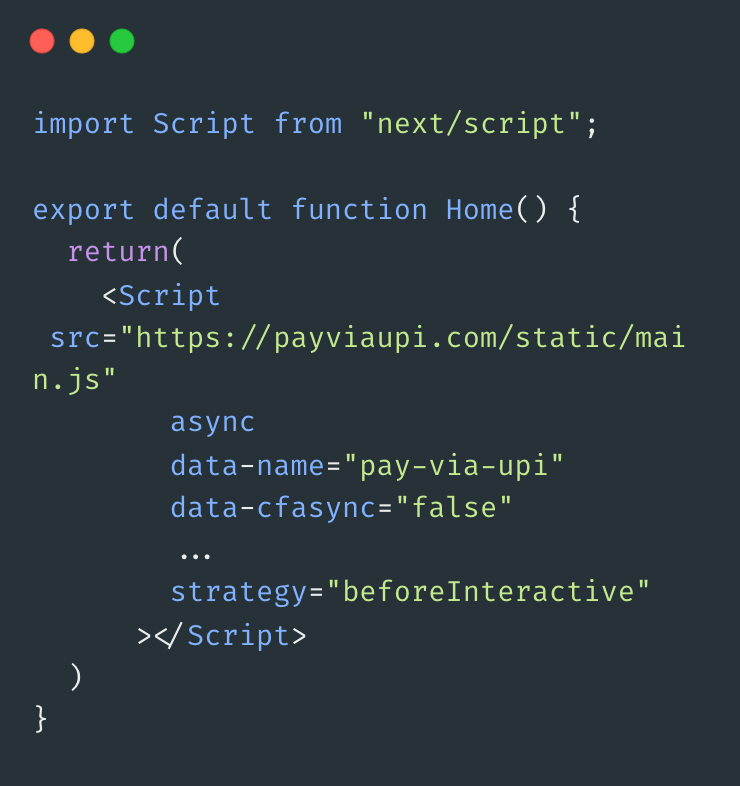 import Script from "next/script";
export default function Home() {
return(
<Script
src="https://payviaupi.com/static/mai
n.js"
async
data-name="pay-via-upi"
data-cfasync="false"
...
strategy="beforeInteractive"
></Script>
)
}